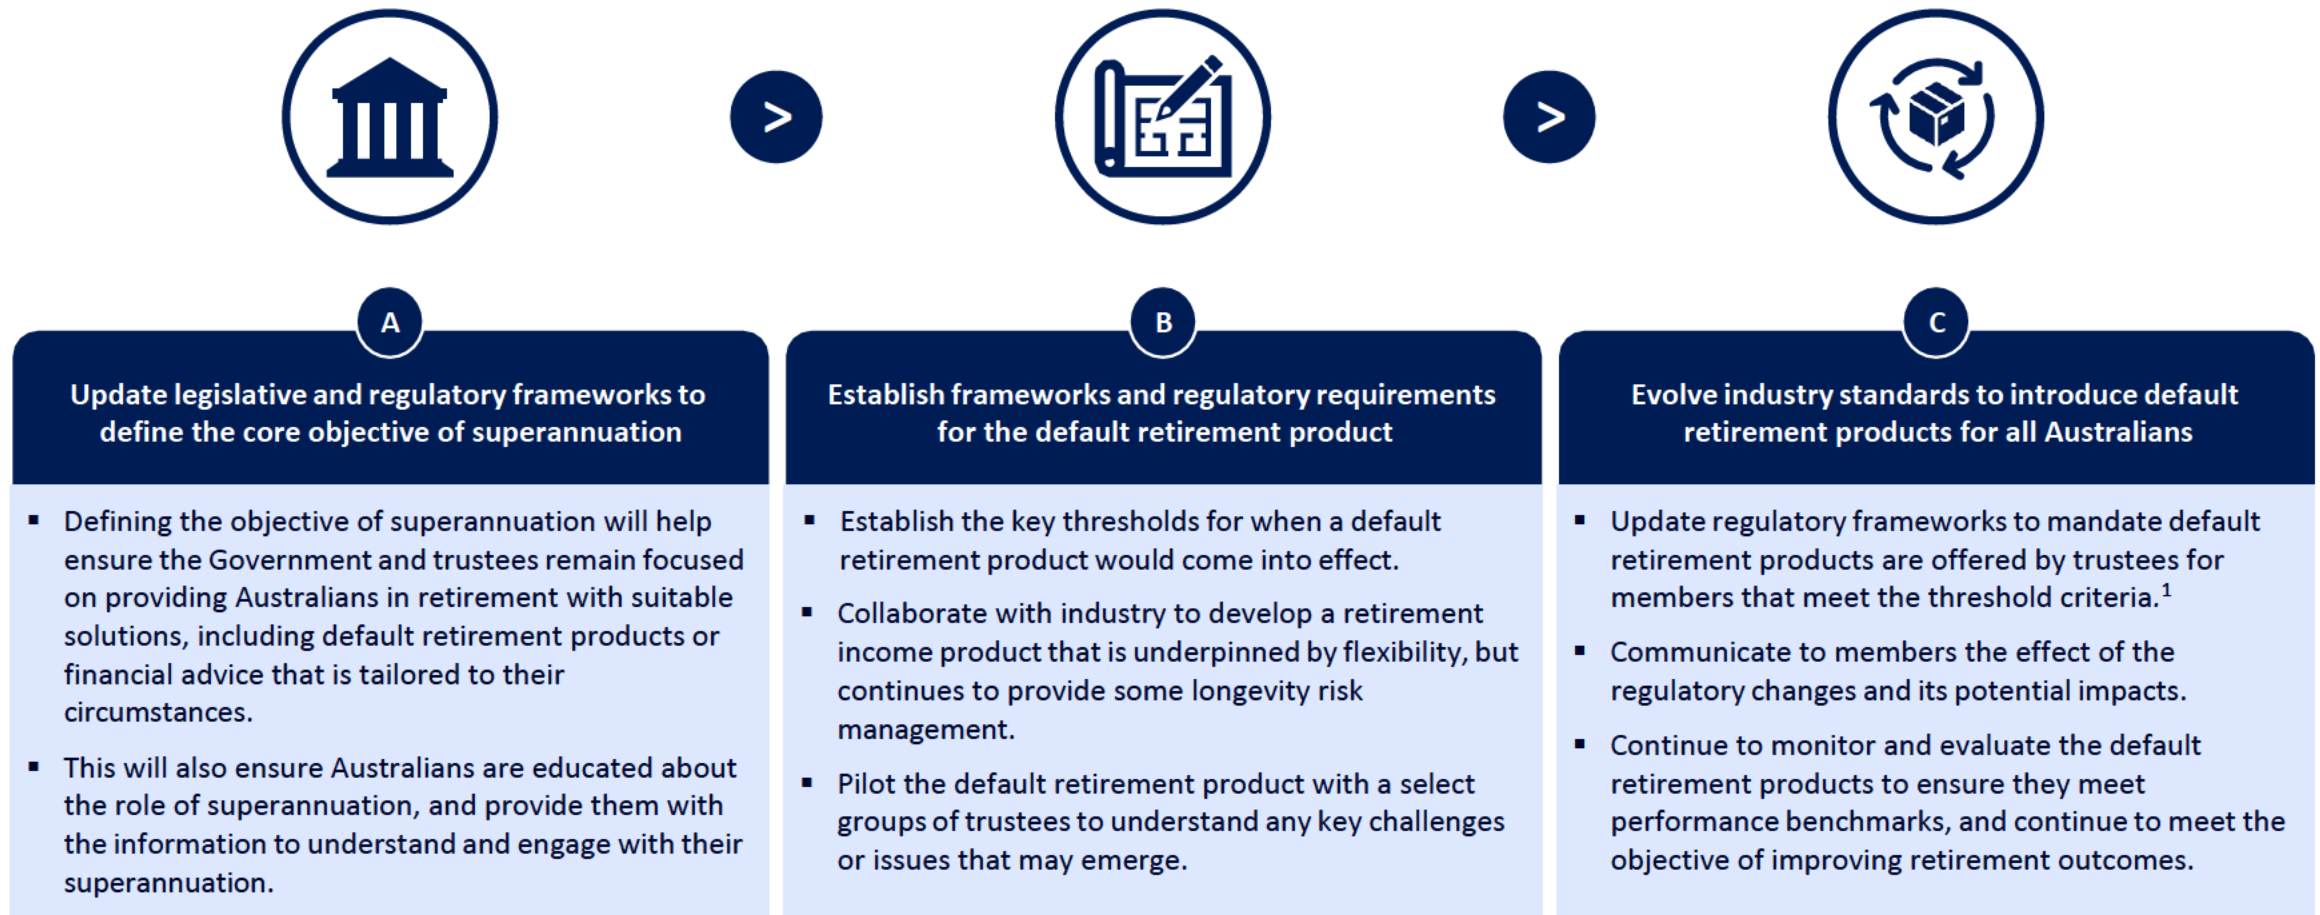 >
>
A
Update legislative and regulatory frameworks to
define the core objective of superannuation
▪ Defining the objective of superannuation will help
ensure the Government and trustees remain focused
on providing Australians in retirement with suitable
solutions, including default retirement products or
financial advice that is tailored to their
circumstances.
▪ This will also ensure Australians are educated about
the role of superannuation, and provide them with
the information to understand and engage with their
superannuation.
B
Establish frameworks and regulatory requirements
for the default retirement product
▪ Establish the key thresholds for when a default
retirement product would come into effect.
▪ Collaborate with industry to develop a retirement
income product that is underpinned by flexibility, but
continues to provide some longevity risk
management.
▪ Pilot the default retirement product with a select
groups of trustees to understand any key challenges
or issues that may emerge.
C
Evolve industry standards to introduce default
retirement products for all Australians
▪ Update regulatory frameworks to mandate default
retirement products are offered by trustees for
members that meet the threshold criteria.¹
▪ Communicate to members the effect of the
regulatory changes and its potential impacts.
▪ Continue to monitor and evaluate the default
retirement products to ensure they meet
performance benchmarks, and continue to meet the
objective of improving retirement outcomes.